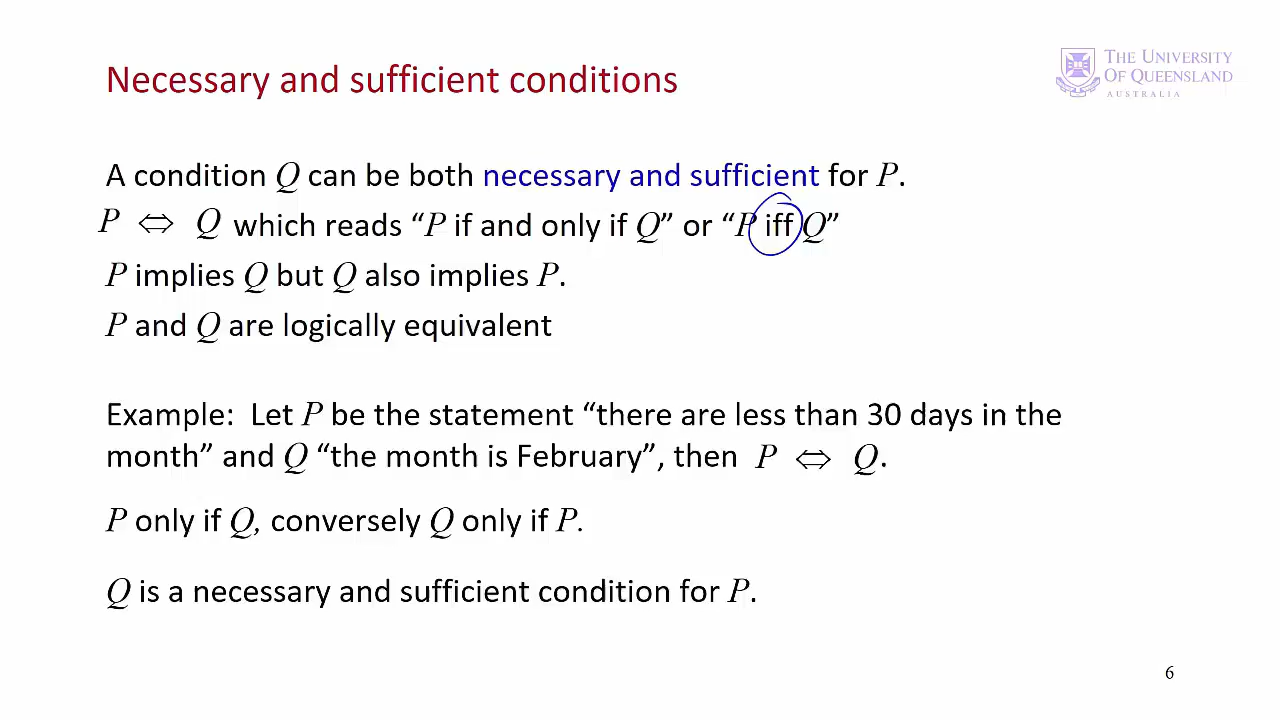 Necessary and sufficient conditions
THE UNIVERSITY
OF QUEENSLAND
AUSTRALIA
A condition Q can be both necessary and sufficient for P.
P ⇔ Q which reads “P if and only if Q” or “P iff Q”
P implies Q but Q also implies P.
P and Q are logically equivalent
Example: Let P be the statement “there are less than 30 days in the
month” and Q “the month is February”, then P ⇔ Q.
P only if Q, conversely Q only if P.
Q is a necessary and sufficient condition for P.
6